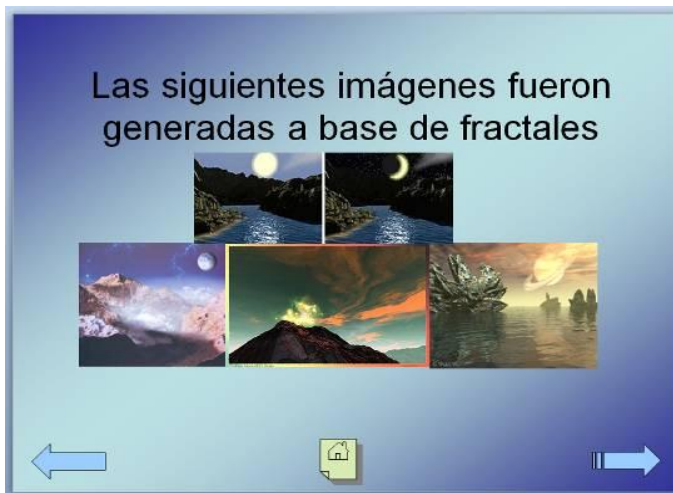 Las siguientes imágenes fueron
generadas a base de fractales